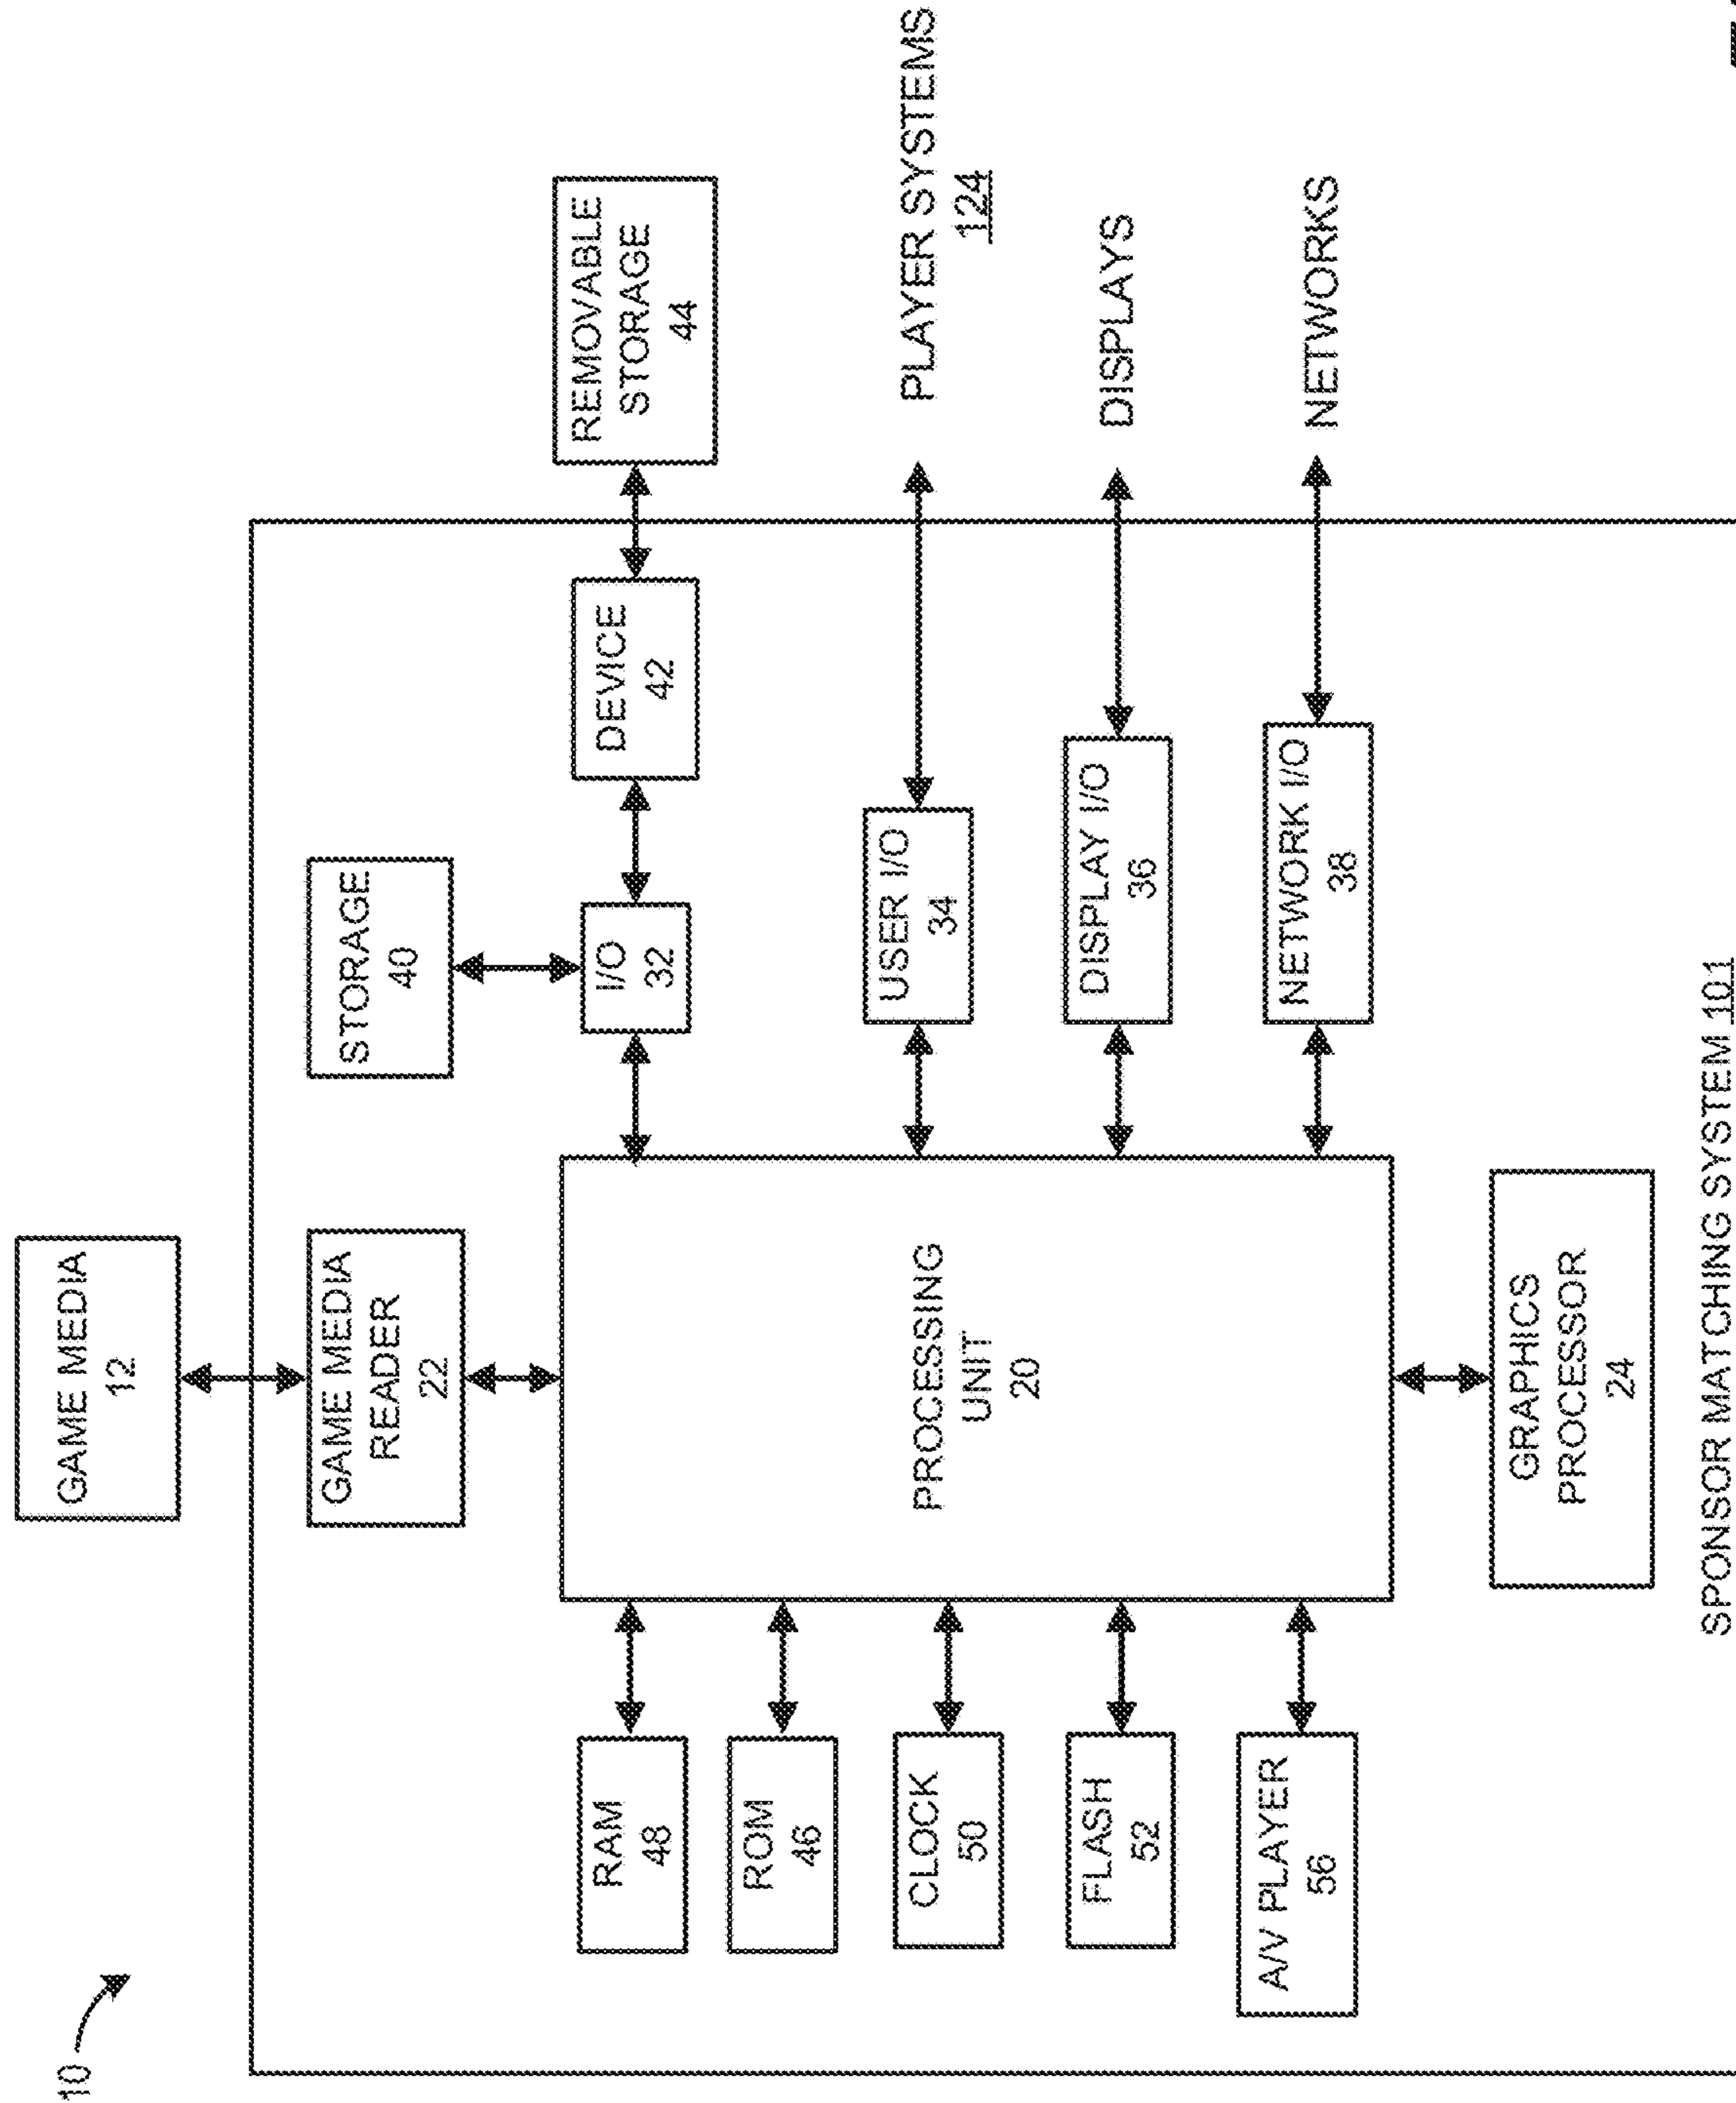 10
GAME MEDIA
12
GAME MEDIA
READER
22
STORAGE
40
RAM
48
ROM
46
CLOCK
50
FLASH
52
A/V PLAYER
56
PROCESSING
UNIT
20
I/O
32
DEVICE
42
REMOVABLE
STORAGE
44
USER I/O
34
PLAYER SYSTEMS
124
DISPLAY I/O
36
DISPLAYS
NETWORK I/O
38
NETWORKS
GRAPHICS
PROCESSOR
24
SPONSOR MATCHING SYSTEM 101